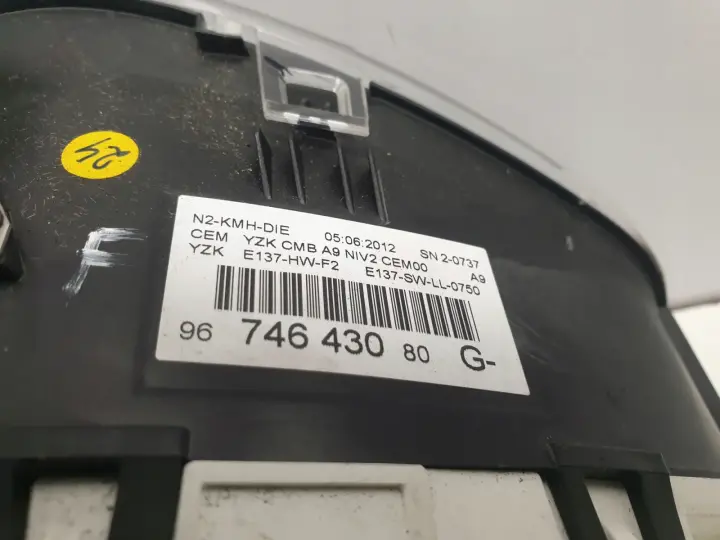 24
F
N2-KMH-DIE 05:06:2012 SN 2-0737
CEM YZK CMB A9 NIV2 CEM00 A9
YZK E137-HW-F2 E137-SW-LL-0750
96 746 430 80 G-